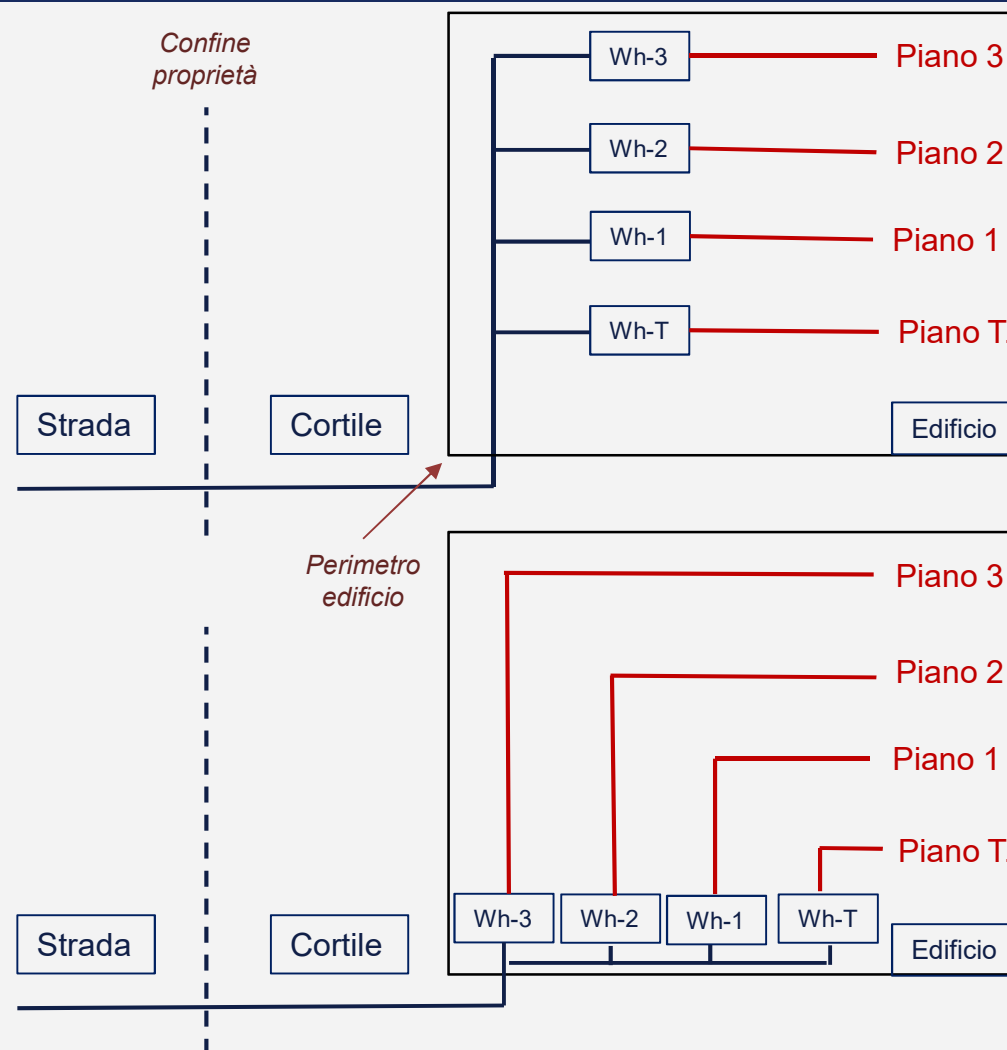 Confine
proprietà
Wh-3
Piano 3
Wh-2
Piano 2
Wh-1
Piano 1
Wh-T
Piano T.
Strada
Cortile
Edificio
Perimetro
edificio
Piano 3
Piano 2
Piano 1
Piano T.
Wh-3
Wh-2
Wh-1
Wh-T
Strada
Cortile
Edificio